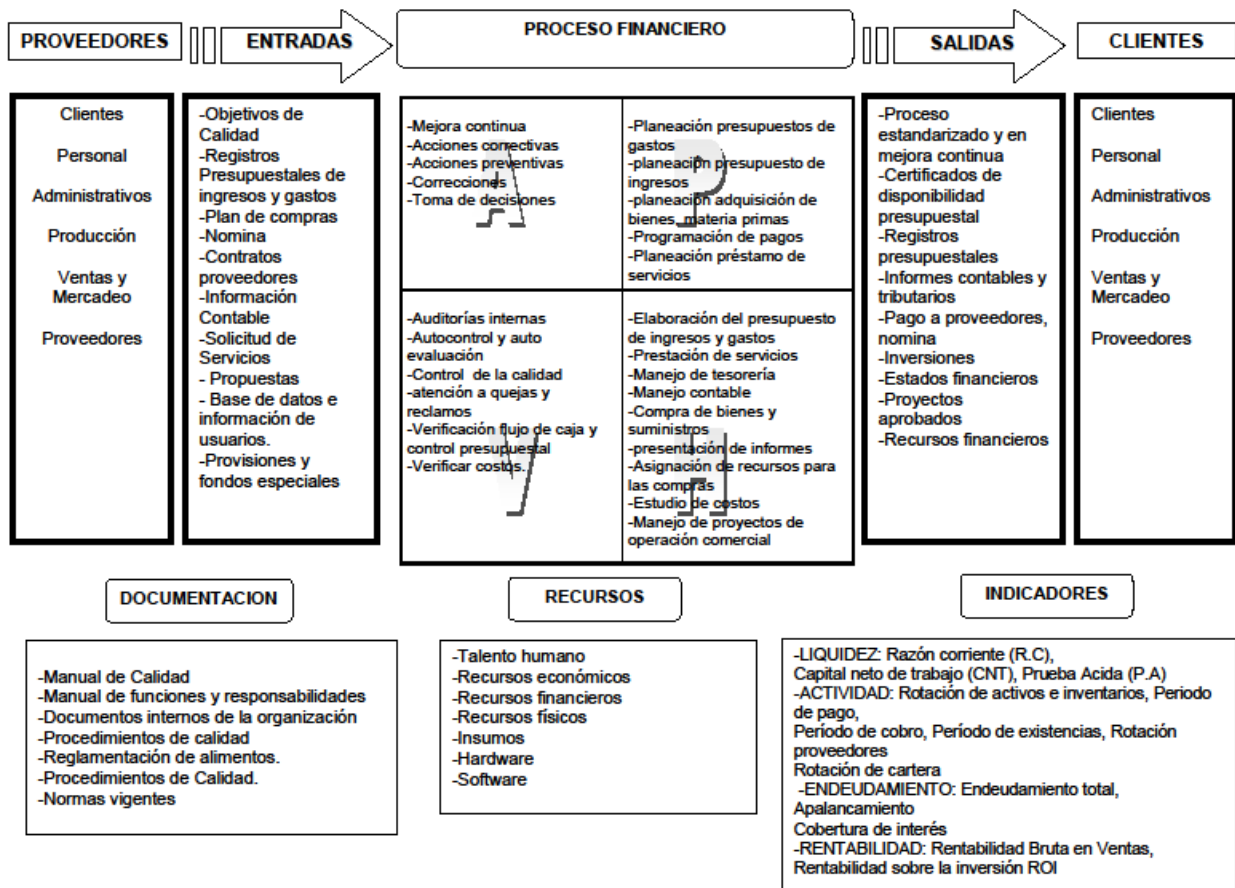 PROVEEDORES
ENTRADAS
PROCESO FINANCIERO
SALIDAS
CLIENTES
Clientes
Personal
Administrativos
Producción
Ventas y
Mercadeo
Proveedores
-Objetivos de
Calidad
-Registros
Presupuestales de
ingresos y gastos
-Plan de compras
-Nomina
-Contratos
proveedores
-Información
Contable
-Solicitud de
Servicios
- Propuestas
- Base de datos e
información de
usuarios.
-Provisiones y
fondos especiales
A
-Mejora continua
-Acciones correctivas
-Acciones preventivas
-Correcciones
-Toma de decisiones
P
-Planeación presupuestos de
gastos
-planeación presupuesto de
ingresos
-planeación adquisición de
bienes, materia primas
-Programación de pagos
-Planeación préstamo de
servicios
V
-Auditorías internas
-Autocontrol y auto
evaluación
-Control de la calidad
-atención a quejas y
reclamos
-Verificación flujo de caja y
control presupuestal
-Verificar costos.
H
-Elaboración del presupuesto
de ingresos y gastos
-Prestación de servicios
-Manejo de tesorería
-Manejo contable
-Compra de bienes y
suministros
-presentación de informes
-Asignación de recursos para
las compras
-Estudio de costos
-Manejo de proyectos de
operación comercial
-Proceso
estandarizado y en
mejora continua
-Certificados de
disponibilidad
presupuestal
-Registros
presupuestales
-Informes contables y
tributarios
-Pago a proveedores,
nomina
-Inversiones
-Estados financieros
-Proyectos
aprobados
-Recursos financieros
Clientes
Personal
Administrativos
Producción
Ventas y
Mercadeo
Proveedores
DOCUMENTACION
-Manual de Calidad
-Manual de funciones y responsabilidades
-Documentos internos de la organización
-Procedimientos de calidad
-Reglamentación de alimentos.
-Procedimientos de Calidad.
-Normas vigentes
RECURSOS
-Talento humano
-Recursos económicos
-Recursos financieros
-Recursos físicos
-Insumos
-Hardware
-Software
INDICADORES
-LIQUIDEZ: Razón corriente (R.C),
Capital neto de trabajo (CNT), Prueba Acida (P.A)
-ACTIVIDAD: Rotación de activos e inventarios, Periodo
de pago,
Período de cobro, Período de existencias, Rotación
proveedores
Rotación de cartera
-ENDEUDAMIENTO: Endeudamiento total,
Apalancamiento
Cobertura de interés
-RENTABILIDAD: Rentabilidad Bruta en Ventas,
Rentabilidad sobre la inversión ROI